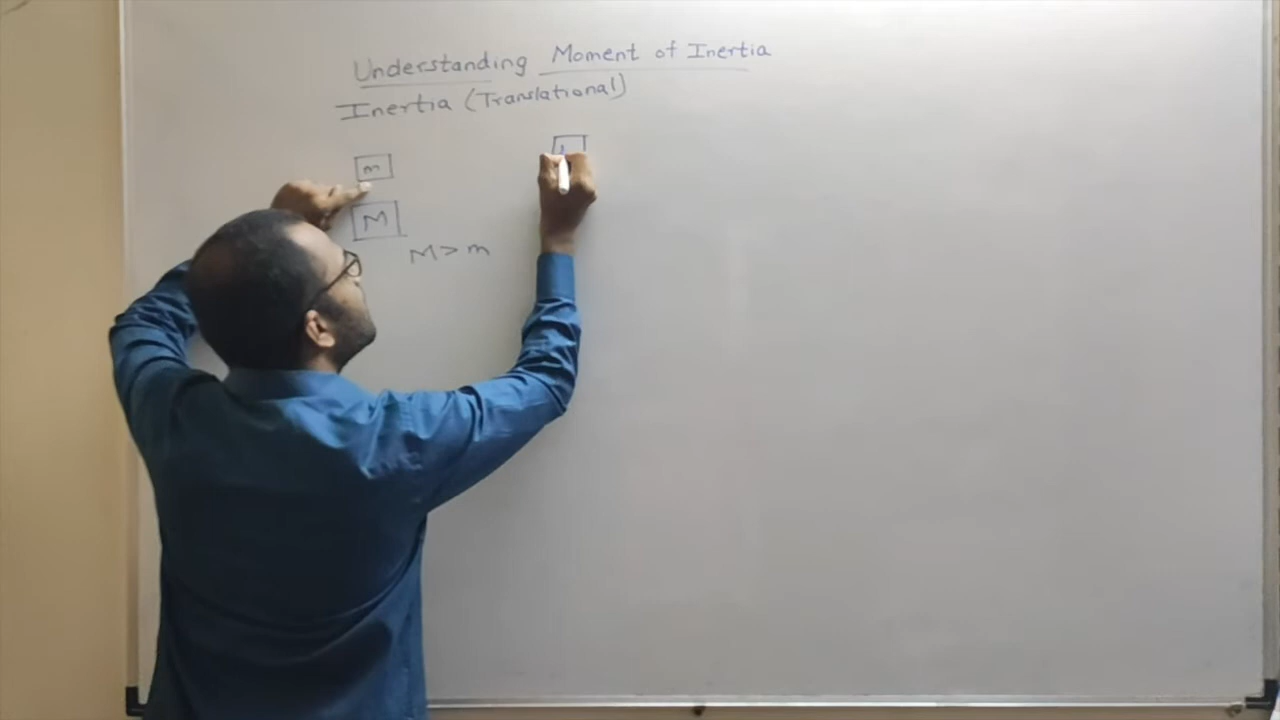 Understanding Moment of Inertia
Inertia (Translational)
m
M
M > m